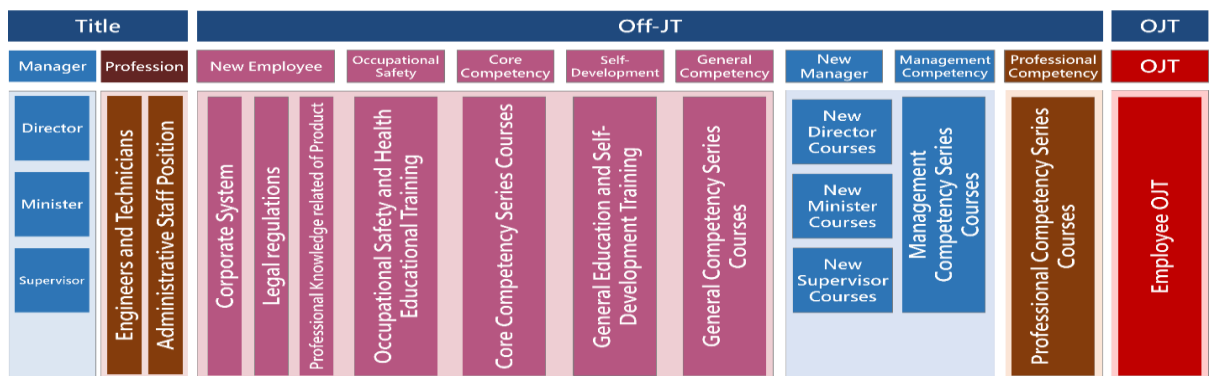 Title
Off-JT
OJT
Manager
Profession
New Employee
Occupational
Safety
Core
Competency
Self-
Development
General
Competency
New
Manager
Management
Competency
Professional
Competency
OJT
Director
Minister
Supervisor
Engineers and Technicians
Administrative Staff Position
Corporate System
Legal regulations
Professional Knowledge related of Product
Occupational Safety and Health
Educational Training
Core Competency Series Courses
General Education and Self-
Development Training
General Competency Series
Courses
New
Director
Courses
New
Minister
Courses
New
Supervisor
Courses
Management
Competency Series
Courses
Professional Competency Series
Courses
Employee OJT